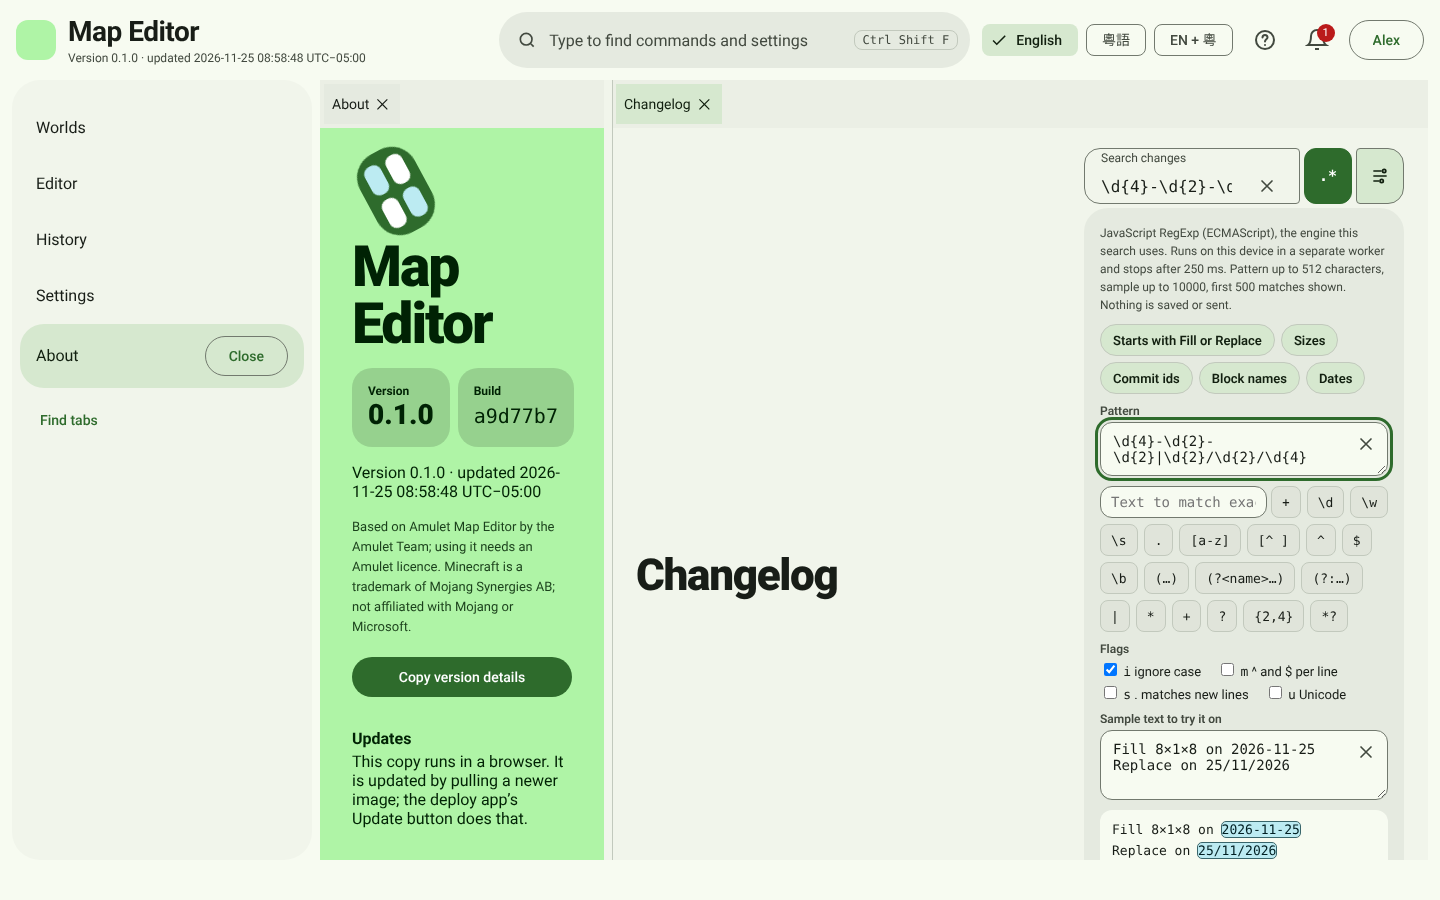 Map Editor
Version 0.1.0 · updated 2026-11-25 08:58:48 UTC−05:00
Type to find commands and settings
Ctrl Shift F
English
粵語
EN + 粵
1
Alex
Worlds
Editor
History
Settings
About
Close
Find tabs
About
Map
Editor
Version
0.1.0
Build
a9d77b7
Version 0.1.0 · updated 2026-
11-25 08:58:48 UTC−05:00
Based on Amulet Map Editor by the
Amulet Team; using it needs an
Amulet licence. Minecraft is a
trademark of Mojang Synergies AB;
not affiliated with Mojang or
Microsoft.
Copy version details
Updates
This copy runs in a browser. It
is updated by pulling a newer
image; the deploy app’s
Update button does that.
Changelog
Changelog
Search changes
\d{4}-\d{2}-\d
.*
JavaScript RegExp (ECMAScript), the engine this
search uses. Runs on this device in a separate worker
and stops after 250 ms. Pattern up to 512 characters,
sample up to 10000, first 500 matches shown.
Nothing is saved or sent.
Starts with Fill or Replace
Sizes
Commit ids
Block names
Dates
Pattern
\d{4}-\d{2}-
\d{2}|\d{2}/\d{2}/\d{4}
Text to match exa
+
\d
\w
\s
.
[a-z]
[^ ]
^
$
\b
(…)
(?<name>…)
(?:…)
|
*
+
?
{2,4}
*?
Flags
i ignore case
m ^ and $ per line
s . matches new lines
u Unicode
Sample text to try it on
Fill 8×1×8 on 2026-11-25
Replace on 25/11/2026
Fill 8×1×8 on 2026-11-25
Replace on 25/11/2026